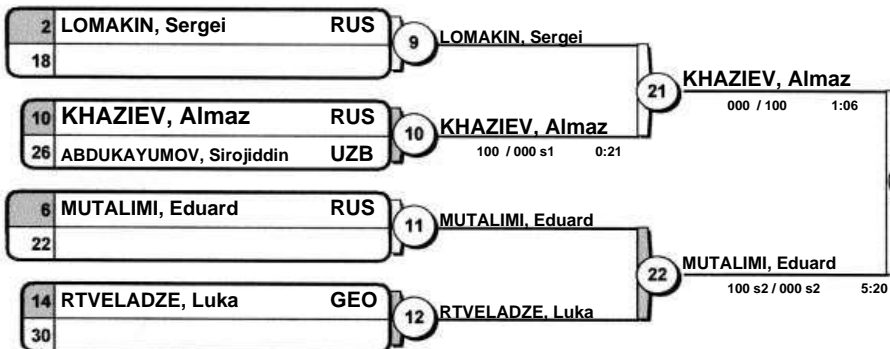 2 LOMAKIN, Sergei RUS
18
9
LOMAKIN, Sergei
10 KHAZIEV, Almaz RUS
26 ABDUKAYUMOV, Sirojiddin UZB
10
KHAZIEV, Almaz
100 / 000 s1 0:21
21
KHAZIEV, Almaz
000 / 100 1:06
6 MUTALIMI, Eduard RUS
22
11
MUTALIMI, Eduard
14 RTVELADZE, Luka GEO
30
12
RTVELADZE, Luka
22
MUTALIMI, Eduard
100 s2 / 000 s2 5:20